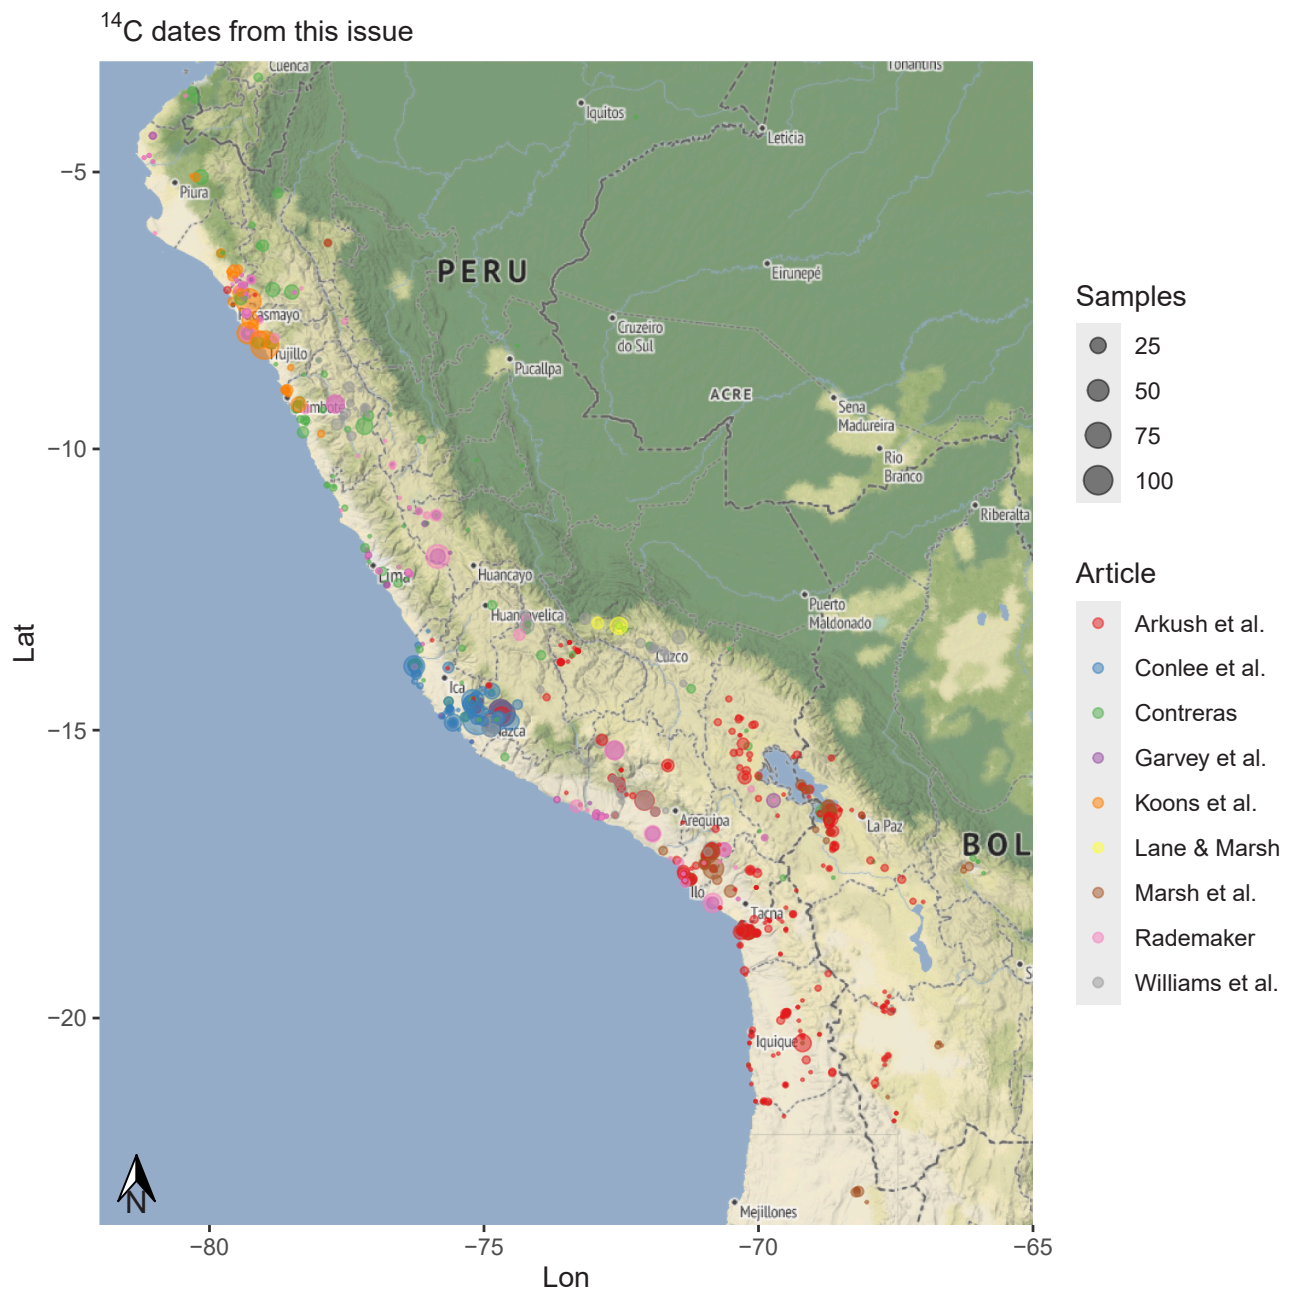 14C dates from this issue
Cuenca
Tonantins
Iquitos
Leticia
−5
Piura
PERU
Eirunepé
Pacasmayo
Cruzeiro
do Sul
Trujillo
Pucallpa
ACRE
Chimbote
Sena
Madureira
−10
Rio
Branco
Riberalta
Lima
Huancayo
Huancavelica
Puerto
Maldonado
Cuzco
Ica
−15
Nazca
Arequipa
La Paz
BOL
Ilo
Tacna
S
−20
Iquique
N
Mejillones
−80
−75
−70
−65
Lon
Lat
Samples
25
50
75
100
Article
Arkush et al.
Conlee et al.
Contreras
Garvey et al.
Koons et al.
Lane & Marsh
Marsh et al.
Rademaker
Williams et al.